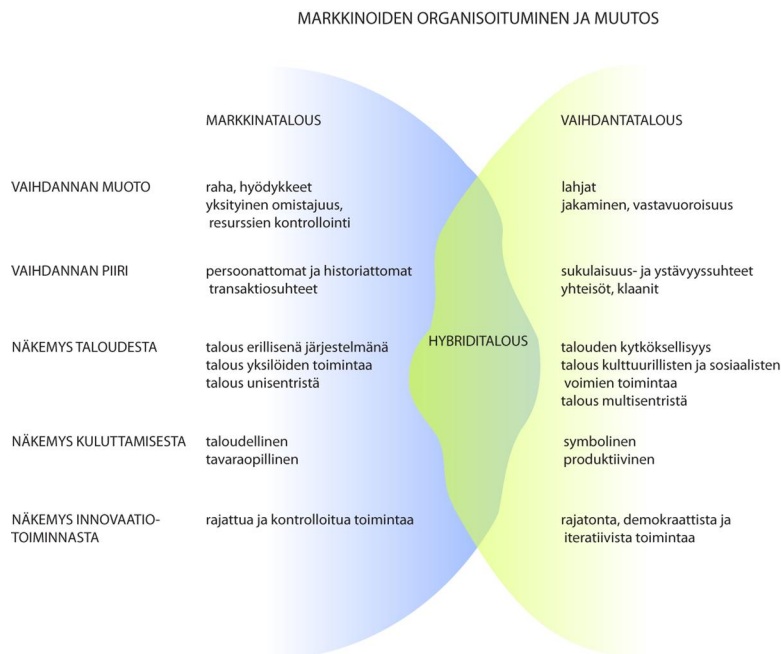 MARKKINOIDEN ORGANISOITUMINEN JA MUUTOS
MARKKINATALOUS
VAIHDANTATALOUS
VAIHDANNAN MUOTO
raha, hyödykkeet
yksityinen omistajuus,
resurssien kontrollointi
lahjat
jakaminen, vastavuoroisuus
VAIHDANNAN PIIRI
persoonattomat ja historiattomat
transaktiosuhteet
sukulaisuus- ja ystävyyssuhteet
yhteisöt, klaanit
NÄKEMYS TALOUDESTA
talous erillisenä järjestelmänä
talous yksilöiden toimintaa
talous unisentristä
HYBRIDITALOUS
talouden kytköksellisyys
talous kulttuurillisten ja sosiaalisten
voimien toimintaa
talous multisentristä
NÄKEMYS KULUTTAMISESTA
taloudellinen
tavaraopillinen
symbolinen
produktiivinen
NÄKEMYS INNOVAATIO-
TOIMINNASTA
rajattua ja kontrolloitua toimintaa
rajatonta, demokraattista ja
iteratiivista toimintaa